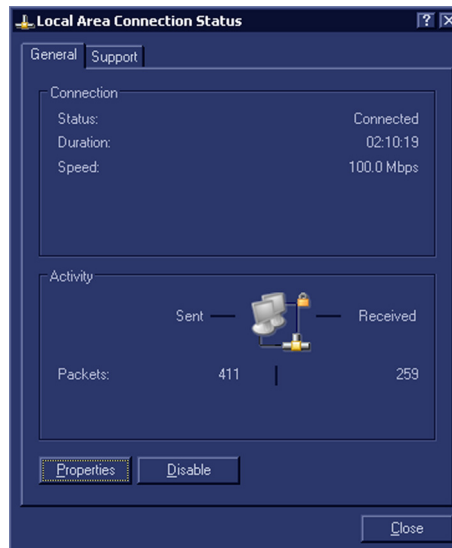 Local Area Connection Status
General Support
Connection
Status: Connected
Duration: 02:10:19
Speed: 100.0 Mbps
Activity
Sent Received
Packets: 411 259
Properties Disable
Close